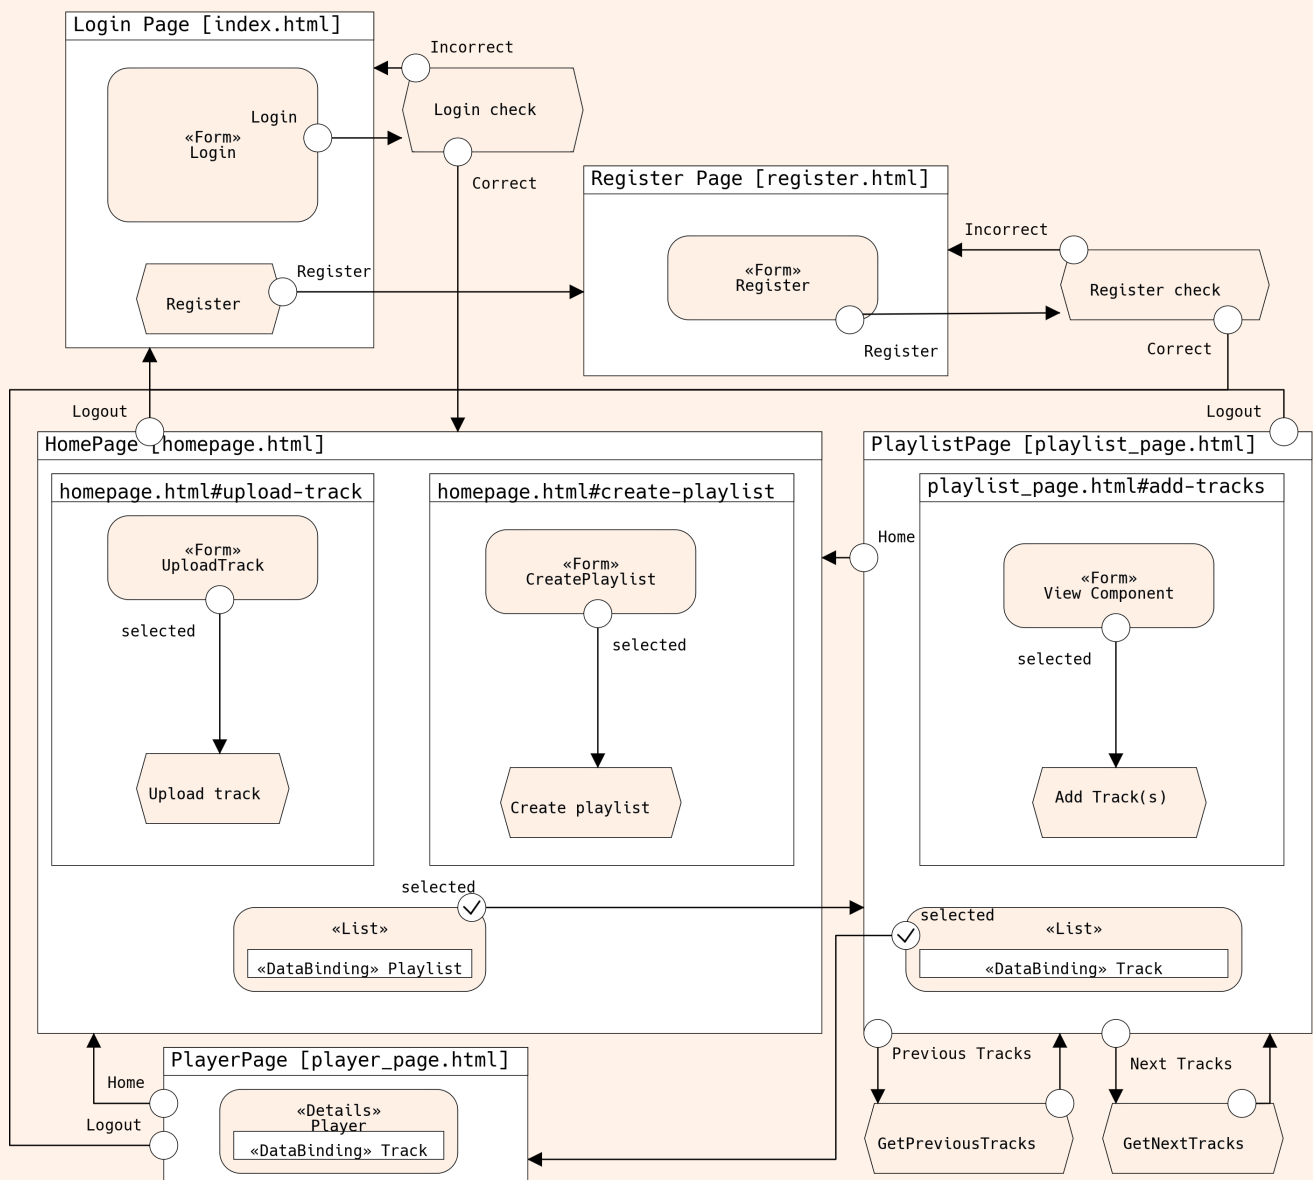 Login Page [index.html]
Incorrect
Login check
Login
«Form»
Login
Correct
Register Page [register.html]
Incorrect
«Form»
Register
Register check
Register
Register
Register
Correct
Logout
Logout
HomePage [homepage.html]
PlaylistPage [playlist_page.html]
homepage.html#upload-track
homepage.html#create-playlist
playlist_page.html#add-tracks
Home
«Form»
UploadTrack
«Form»
CreatePlaylist
«Form»
View Component
selected
selected
selected
Upload track
Create playlist
Add Track(s)
selected
«List»
«DataBinding» Playlist
selected
«List»
«DataBinding» Track
PlayerPage [player_page.html]
Previous Tracks
Next Tracks
Home
Logout
«Details»
Player
«DataBinding» Track
GetPreviousTracks
GetNextTracks